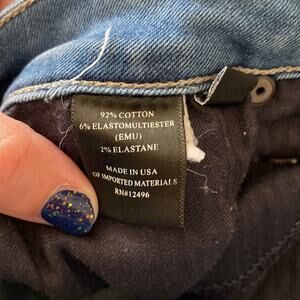 92% COTTON
6% ELASTOMULTIESTER
(EMU)
2% ELASTANE
MADE IN USA
OF IMPORTED MATERIALS
RN#12496